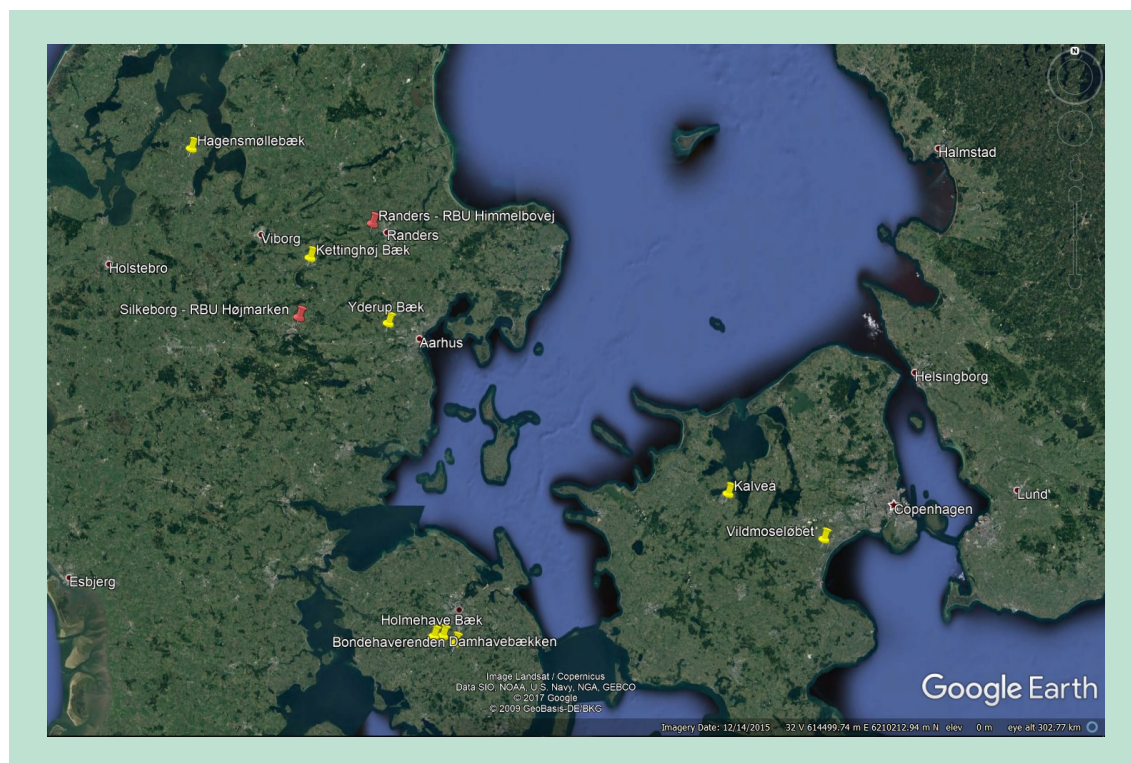 N
Halmstad
Hagensmøllebæk
Randers - RBU Himmelbovej
Randers
Viborg
Kettinghøj Bæk
Holstebro
Silkeborg - RBU Højmarken
Yderup Bæk
Aarhus
Helsingborg
Kalveå
Lund
Copenhagen
Vildmoseløbet
Esbjerg
Holmehave Bæk
Bondehaverenden Damhavebækken
Image Landsat / Copernicus
Data SIO, NOAA, U.S. Navy, NGA, GEBCO
© 2017 Google
© 2009 GeoBasis-DE/BKG
Google Earth
Imagery Date: 12/14/2015 32 V 614499.74 m E 6210212.94 m N elev 0 m eye alt 302.77 km